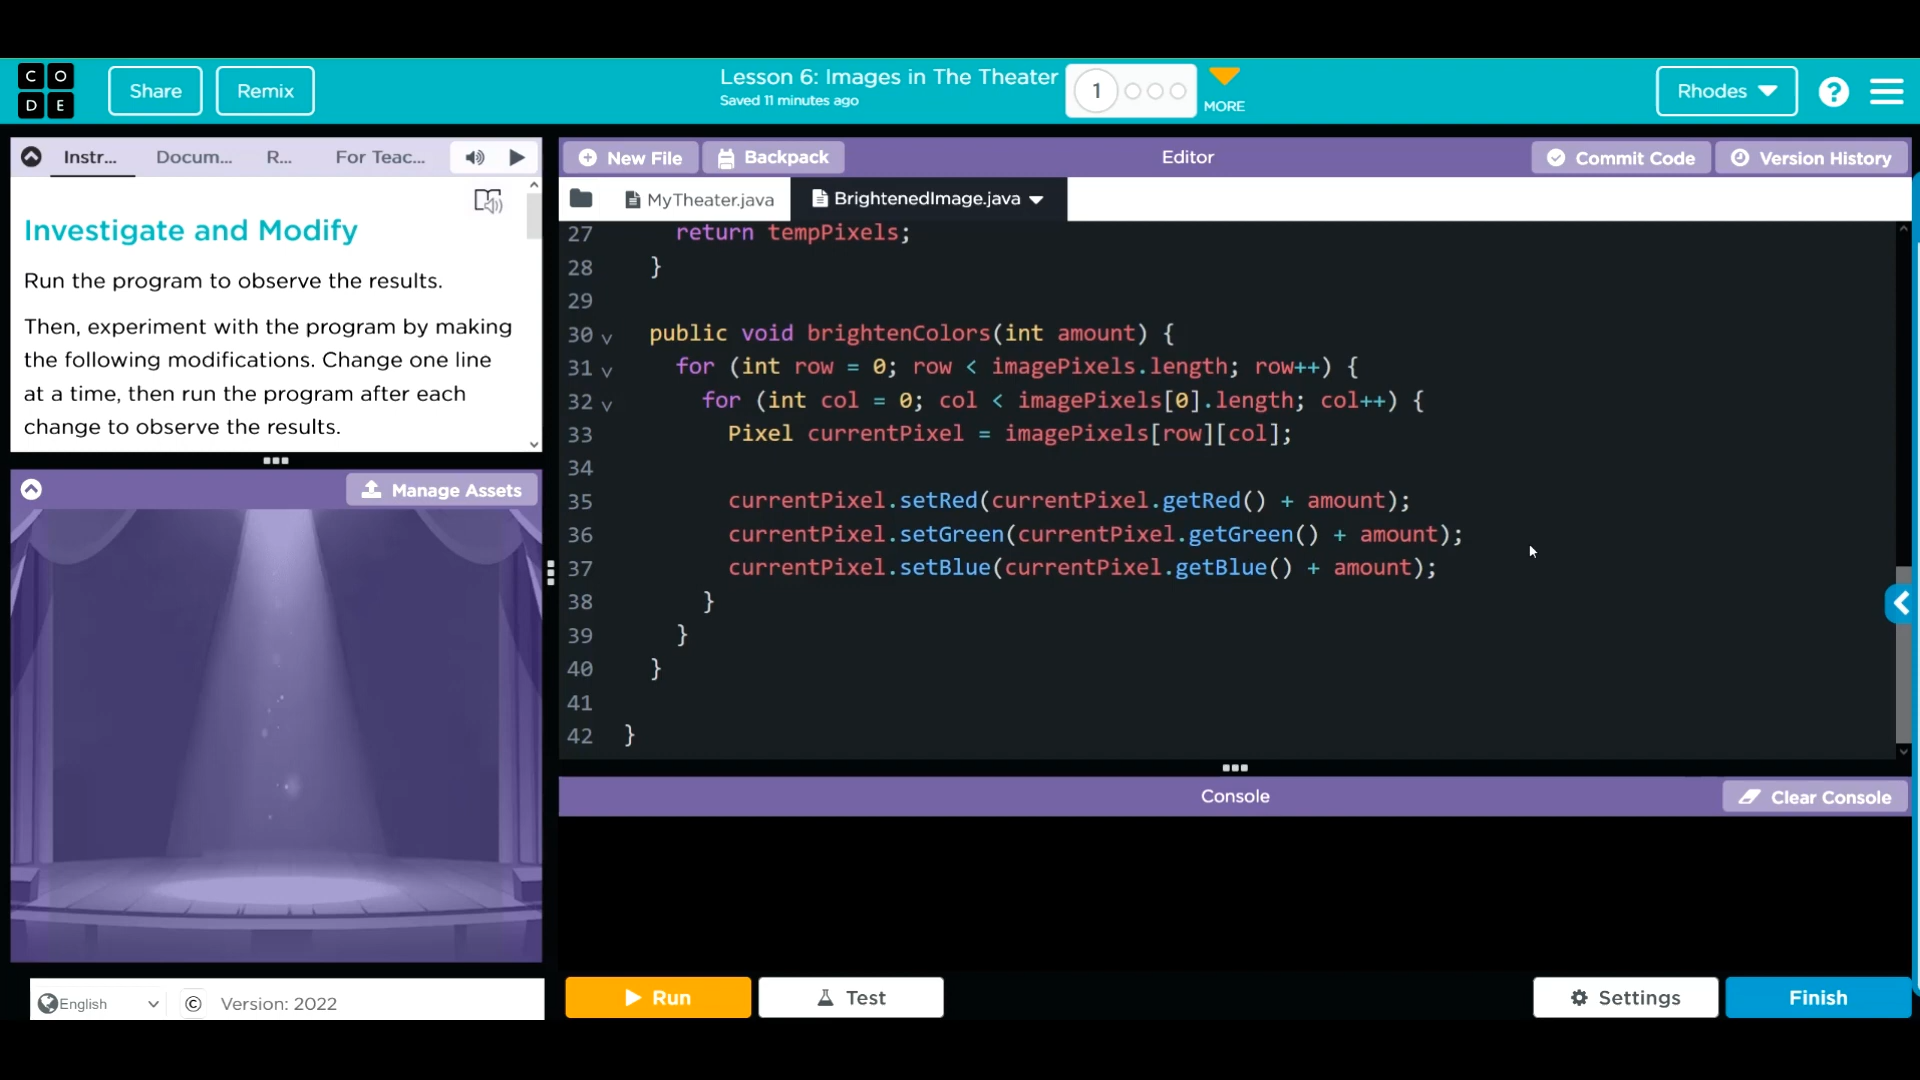 CODE
Share
Remix
Lesson 6: Images in The Theater
Saved 11 minutes ago
1
MORE
Rhodes
?
Instr...
Docum...
R...
For Teac...
Investigate and Modify
Run the program to observe the results.
Then, experiment with the program by making
the following modifications. Change one line
at a time, then run the program after each
change to observe the results.
Manage Assets
English
© Version: 2022
New File
Backpack
Editor
Commit Code
Version History
MyTheater.java
BrightenedImage.java
27 return tempPixels;
28 }
29
30 public void brightenColors(int amount) {
31 for (int row = 0; row < imagePixels.length; row++) {
32 for (int col = 0; col < imagePixels[0].length; col++) {
33 Pixel currentPixel = imagePixels[row][col];
34
35 currentPixel.setRed(currentPixel.getRed() + amount);
36 currentPixel.setGreen(currentPixel.getGreen() + amount);
37 currentPixel.setBlue(currentPixel.getBlue() + amount);
38 }
39 }
40 }
41
42 }
Console
Clear Console
Run
Test
Settings
Finish